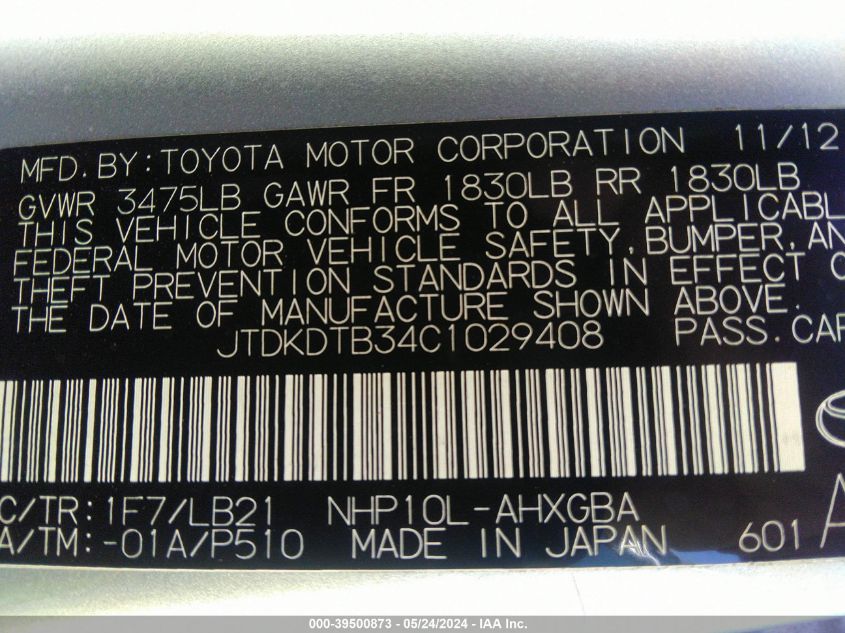 MFD. BY: TOYOTA MOTOR CORPORATION 11/12
GVWR 3475LB GAWR FR 1830LB RR 1830LB
THIS VEHICLE CONFORMS TO ALL APPLICABL
FEDERAL MOTOR VEHICLE SAFETY, BUMPER, AN
THEFT PREVENTION STANDARDS IN EFFECT O
THE DATE OF MANUFACTURE SHOWN ABOVE.
JTDKDTB34C1029408 PASS. CAR
C/TR: 1F7/LB21 NHP10L-AHXGBA
A/TM: -01A/P510 MADE IN JAPAN 601 A
000-39500873 - 05/24/2024 - IAA Inc.